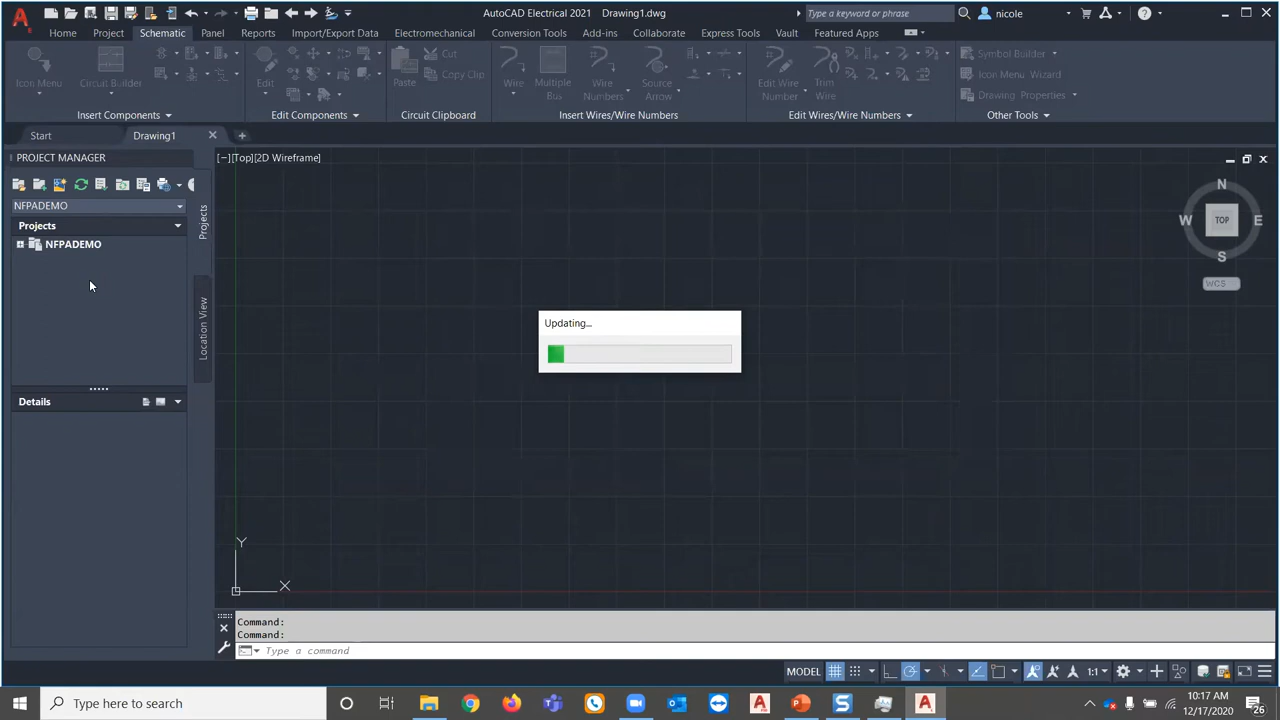 AutoCAD Electrical 2021 Drawing1.dwg
Type a keyword or phrase
nicole
Home Project Schematic Panel Reports Import/Export Data Electromechanical Conversion Tools Add-ins Collaborate Express Tools Vault Featured Apps
Icon Menu
Circuit Builder
Edit
Paste
Cut
Copy Clip
Wire
Multiple
Bus
Wire
Numbers
Source
Arrow
Edit Wire
Number
Trim
Wire
Symbol Builder
Icon Menu Wizard
Drawing Properties
Insert Components
Edit Components
Circuit Clipboard
Insert Wires/Wire Numbers
Edit Wires/Wire Numbers
Other Tools
Start
Drawing1
PROJECT MANAGER
[−][Top][2D Wireframe]
NFPADEMO
Projects
NFPADEMO
Projects
Location View
Details
N
W
TOP
E
S
WCS
Updating...
Y
X
Command:
Command:
Type a command
MODEL
1:1
Type here to search
10:17 AM
12/17/2020
26